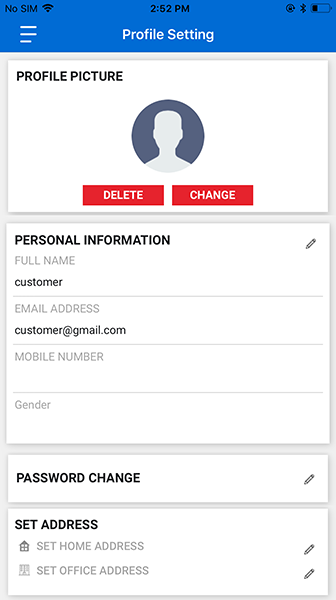 No SIM 2:52 PM
Profile Setting
PROFILE PICTURE
DELETE CHANGE
PERSONAL INFORMATION
FULL NAME
customer
EMAIL ADDRESS
customer@gmail.com
MOBILE NUMBER
Gender
PASSWORD CHANGE
SET ADDRESS
SET HOME ADDRESS
SET OFFICE ADDRESS